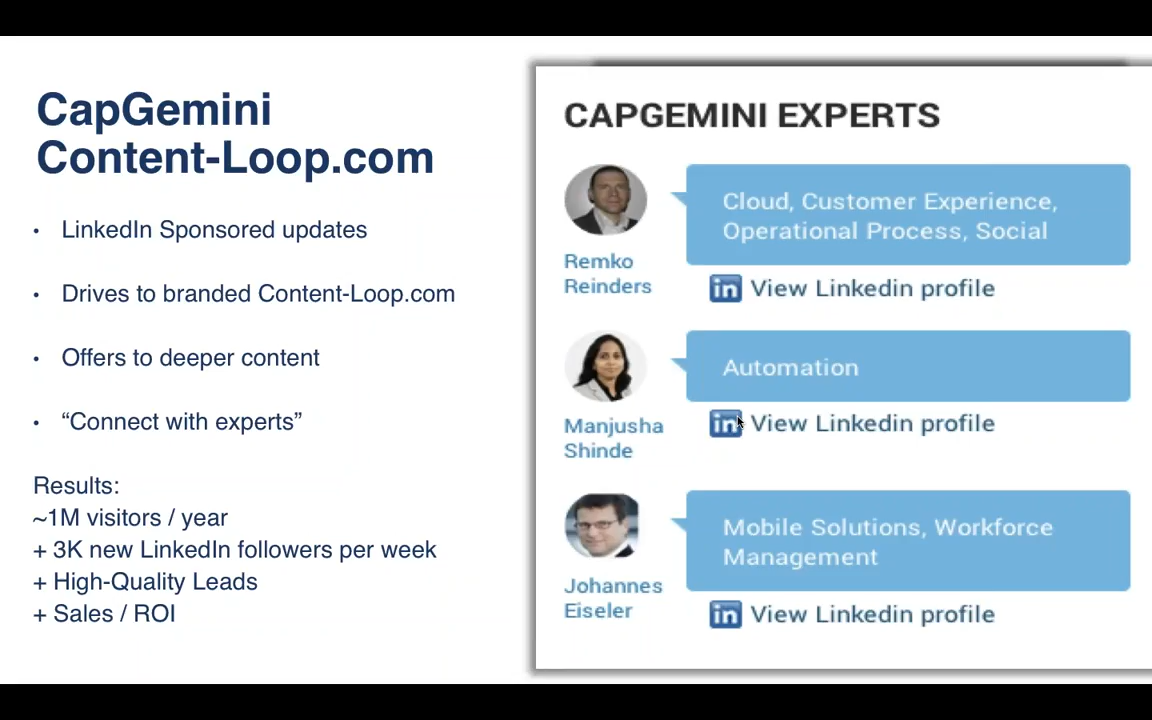 CapGemini
Content-Loop.com
• LinkedIn Sponsored updates
• Drives to branded Content-Loop.com
• Offers to deeper content
• “Connect with experts”
Results:
~1M visitors / year
+ 3K new LinkedIn followers per week
+ High-Quality Leads
+ Sales / ROI
CAPGEMINI EXPERTS
Remko
Reinders
Cloud, Customer Experience,
Operational Process, Social
in View Linkedin profile
Manjusha
Shinde
Automation
in View Linkedin profile
Johannes
Eiseler
Mobile Solutions, Workforce
Management
in View Linkedin profile